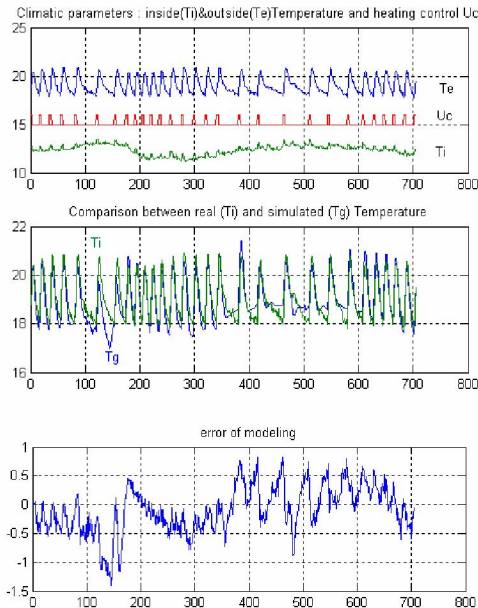 Climatic parameters : inside(Ti)&outside(Te)Temperature and heating control Uc
25
20
15
10
Te
Uc
Ti
0 100 200 300 400 500 600 700 800
Comparison between real (Ti) and simulated (Tg) Temperature
22
20
18
16
Ti
Tg
0 100 200 300 400 500 600 700 800
error of modeling
1
0.5
0
-0.5
-1
-1.5
0 100 200 300 400 500 600 700 800